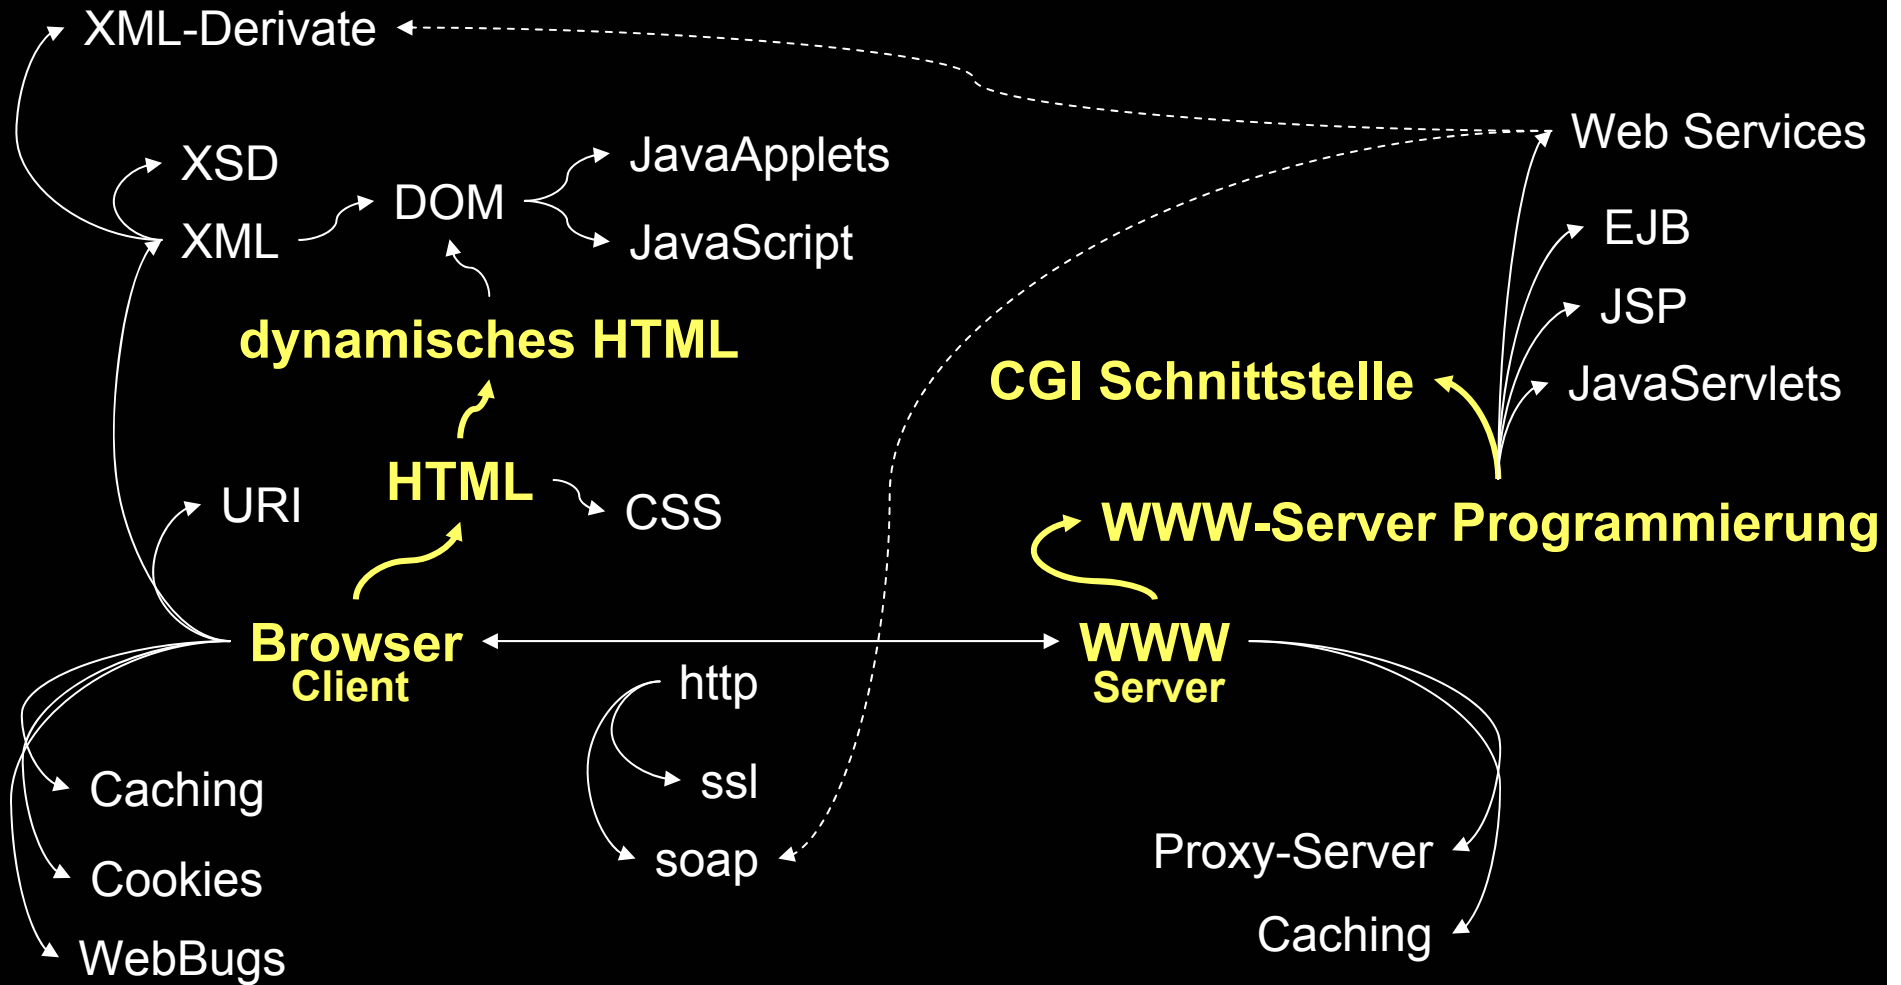 XML-Derivate
Web Services
XSD
JavaApplets
DOM
XML
JavaScript
EJB
JSP
dynamisches HTML
CGI Schnittstelle
JavaServlets
HTML
URI
CSS
WWW-Server Programmierung
Browser
Client
http
WWW
Server
Caching
ssl
Cookies
soap
Proxy-Server
WebBugs
Caching